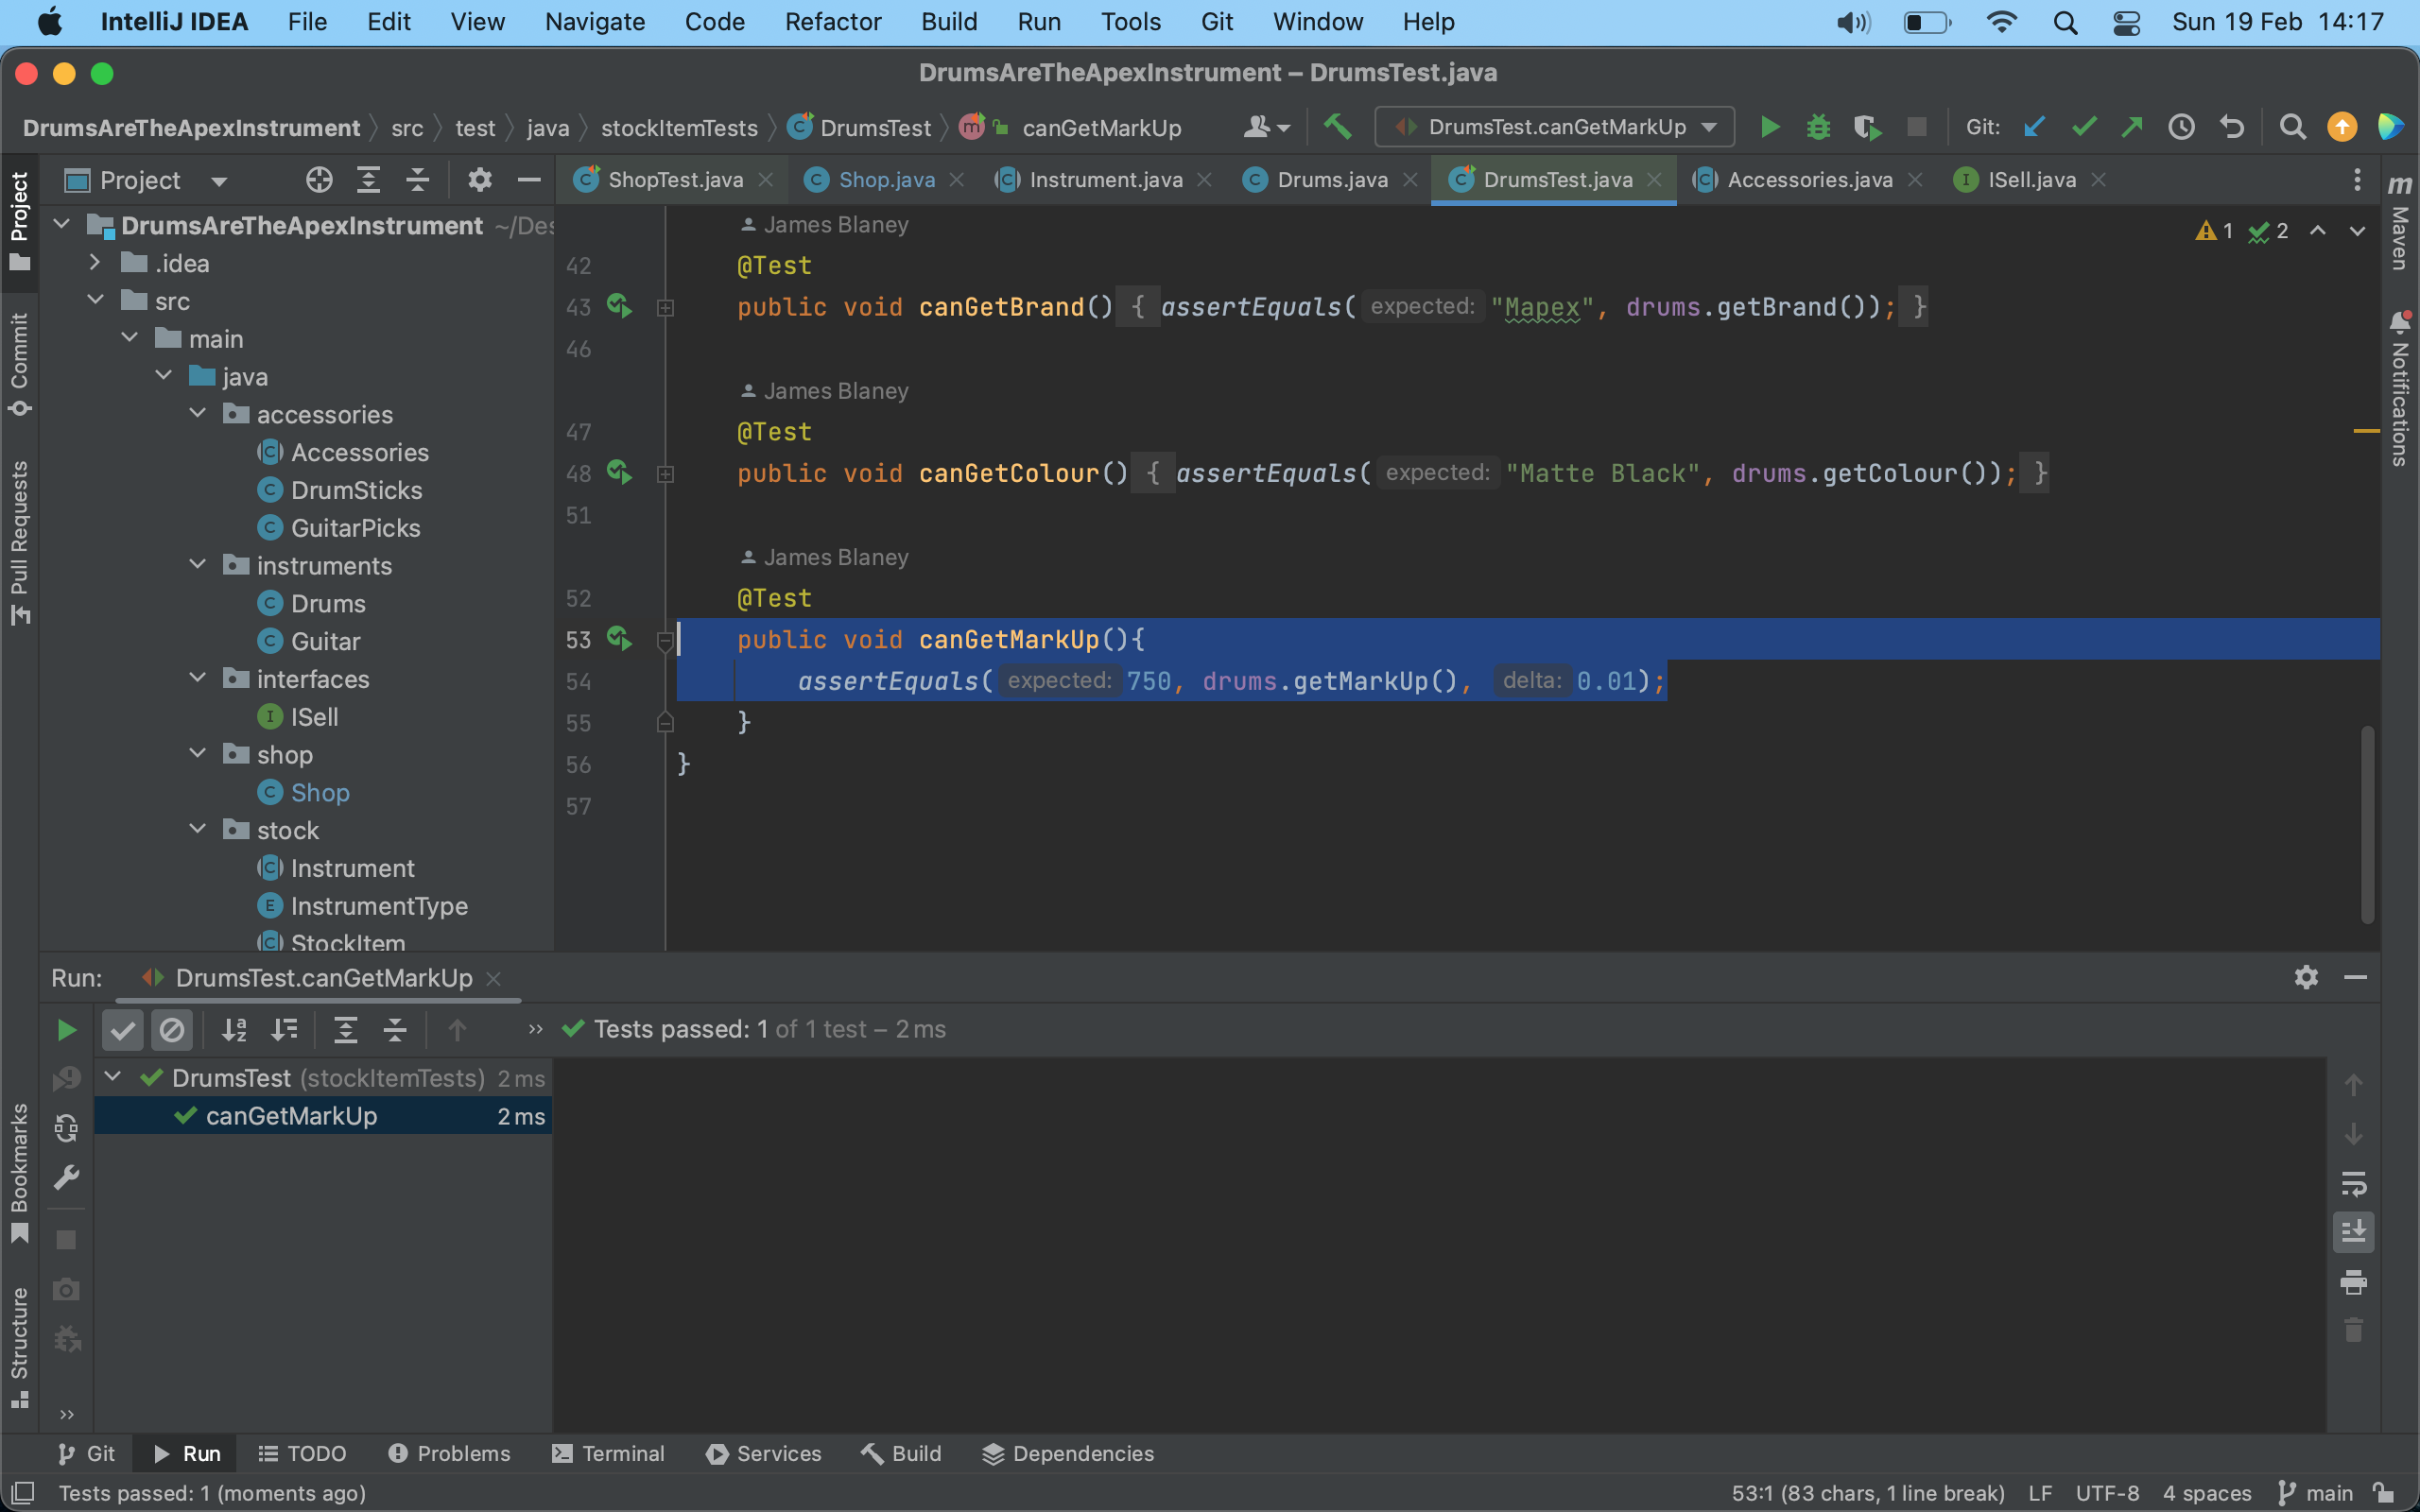 IntelliJ IDEA File Edit View Navigate Code Refactor Build Run Tools Git Window Help Sun 19 Feb 14:17
DrumsAreTheApexInstrument – DrumsTest.java
DrumsAreTheApexInstrument src test java stockItemTests DrumsTest canGetMarkUp DrumsTest.canGetMarkUp Git:
Project
ShopTest.java Shop.java Instrument.java Drums.java DrumsTest.java Accessories.java ISell.java
DrumsAreTheApexInstrument ~/Des
.idea
src
main
java
accessories
Accessories
DrumSticks
GuitarPicks
instruments
Drums
Guitar
interfaces
ISell
shop
Shop
stock
Instrument
InstrumentType
StockItem
James Blaney
1 2
42 @Test
43 public void canGetBrand() { assertEquals( expected: "Mapex", drums.getBrand()); }
46
James Blaney
47 @Test
48 public void canGetColour() { assertEquals( expected: "Matte Black", drums.getColour()); }
51
James Blaney
52 @Test
53 public void canGetMarkUp(){
54 assertEquals( expected: 750, drums.getMarkUp(), delta: 0.01);
55 }
56 }
57
Project
Commit
Pull Requests
Bookmarks
Structure
m Maven
Notifications
Run: DrumsTest.canGetMarkUp
Tests passed: 1 of 1 test – 2 ms
DrumsTest (stockItemTests) 2 ms
canGetMarkUp 2 ms
Git Run TODO Problems Terminal Services Build Dependencies
Tests passed: 1 (moments ago) 53:1 (83 chars, 1 line break) LF UTF-8 4 spaces main